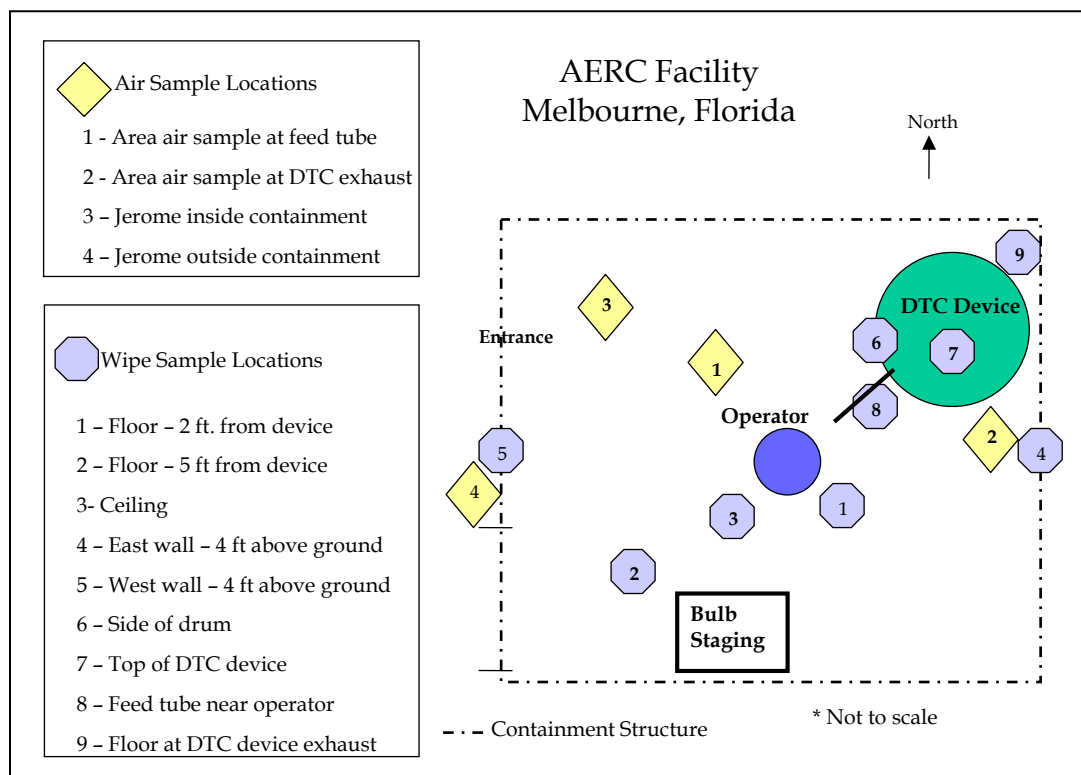 AERC Facility
Melbourne, Florida
Air Sample Locations
1 - Area air sample at feed tube
2 - Area air sample at DTC exhaust
3 – Jerome inside containment
4 – Jerome outside containment
Wipe Sample Locations
1 – Floor – 2 ft. from device
2 – Floor – 5 ft from device
3- Ceiling
4 – East wall – 4 ft above ground
5 – West wall – 4 ft above ground
6 – Side of drum
7 – Top of DTC device
8 – Feed tube near operator
9 – Floor at DTC device exhaust
North
9
DTC Device
3
Entrance
6
7
1
8
Operator
2
5
4
4
3
1
2
Bulb
Staging
* Not to scale
Containment Structure